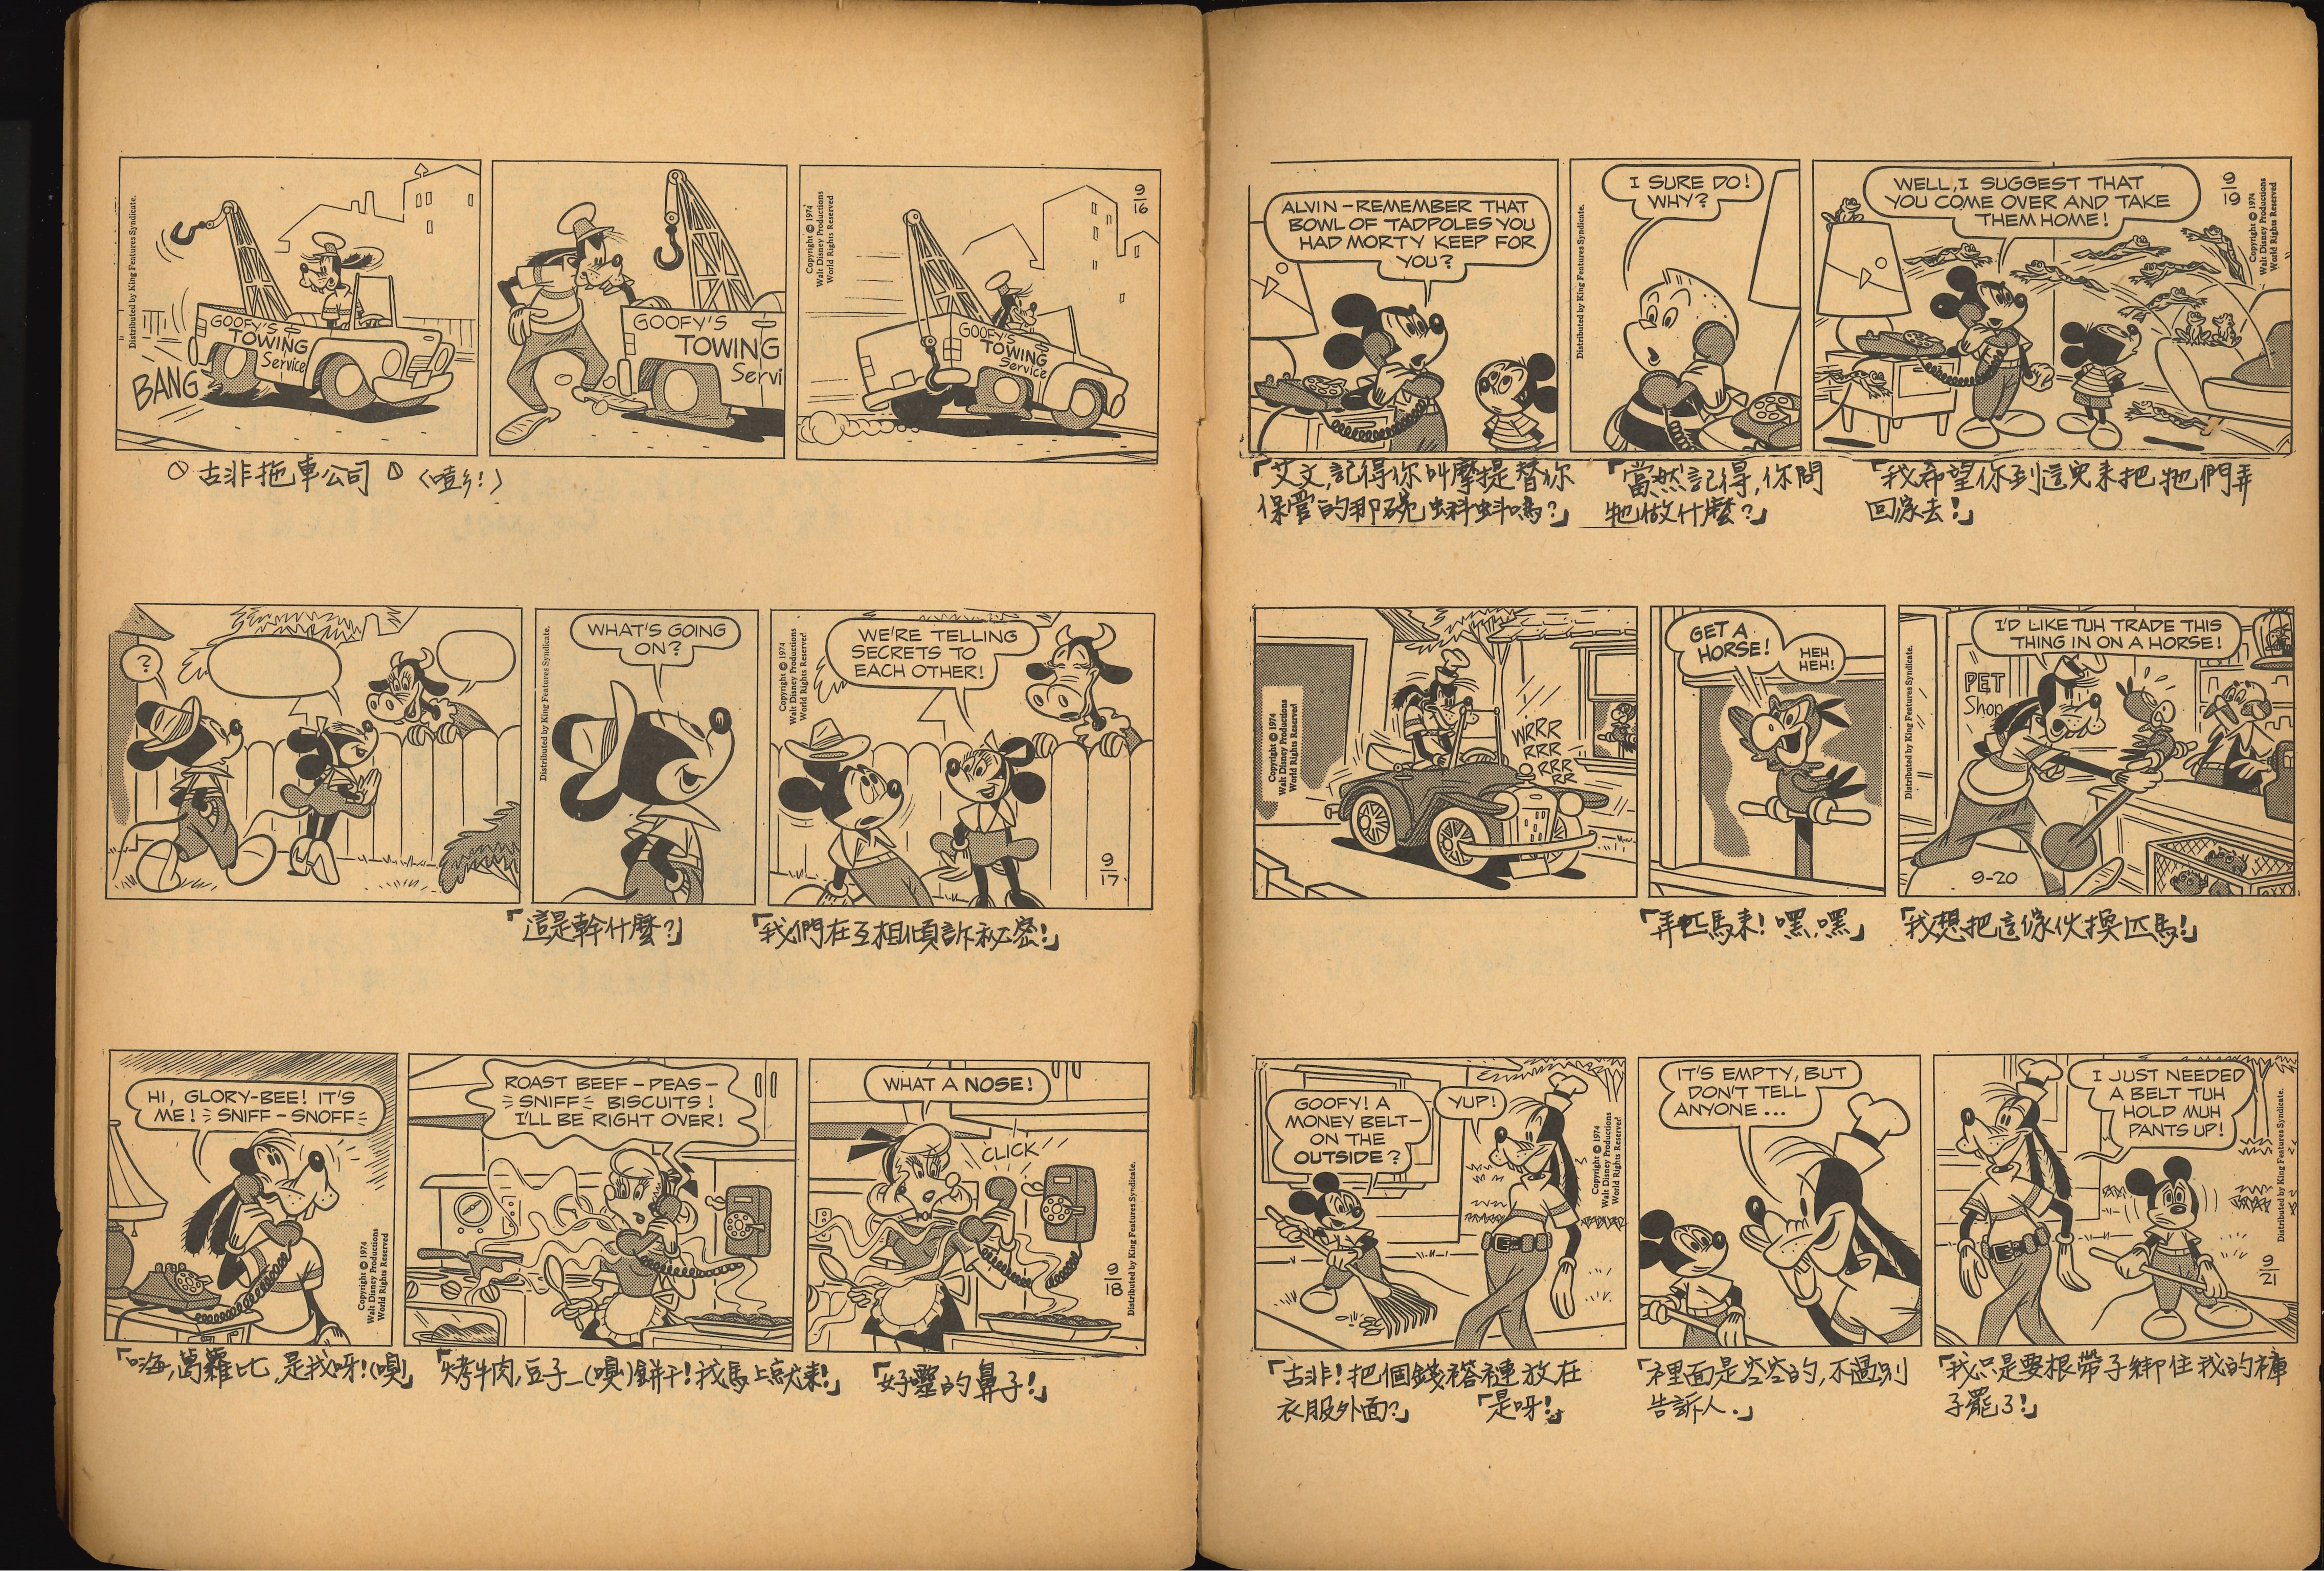 Distributed by King Features Syndicate.
BANG
GOOFY'S
TOWING
Service
GOOFY'S
TOWING
Servi
Copyright © 1974
Walt Disney Productions
World Rights Reserved
9/16
GOOFY'S
TOWING
Service
古非拖車公司
?
WHAT'S GOING
ON?
Distributed by King Features Syndicate.
Copyright © 1974
Walt Disney Productions
World Rights Reserved
WE'RE TELLING
SECRETS TO
EACH OTHER!
9/17
「這是幹什麼?」
「我們在互相傾訴祕密!」
HI, GLORY-BEE! IT'S
ME! SNIFF-SNOFF
Copyright © 1974
Walt Disney Productions
World Rights Reserved
ROAST BEEF - PEAS -
SNIFF BISCUITS!
I'LL BE RIGHT OVER!
WHAT A NOSE!
CLICK
9/18
Distributed by King Features Syndicate.
「嗨,葛蘿比,是我呀!(嗅)」
「烤牛肉,豆子—(嗅)餅干!我馬上就來!」
「好靈的鼻子!」
ALVIN - REMEMBER THAT
BOWL OF TADPOLES YOU
HAD MORTY KEEP FOR
YOU?
Distributed by King Features Syndicate.
I SURE DO!
WHY?
WELL, I SUGGEST THAT
YOU COME OVER AND TAKE
THEM HOME!
9/19
Copyright © 1974
Walt Disney Productions
World Rights Reserved
「艾文,記得你叫摩提替你
保管的那碗蝌蚪嗎?」
「當然記得,你問
牠做什麼?」
「我希望你到這兒來把牠們弄
回家去!」
Copyright © 1974
Walt Disney Productions
World Rights Reserved
WRRR
RRR
RRR
RR
GET A
HORSE!
HEH
HEH!
Distributed by King Features Syndicate.
I'D LIKE TUH TRADE THIS
THING IN ON A HORSE!
PET
Shop
9-20
「弄匹馬來!嘿,嘿」
「我想把這傢伙換匹馬!」
GOOFY! A
MONEY BELT-
ON THE
OUTSIDE?
YUP!
Copyright © 1974
Walt Disney Productions
World Rights Reserved
IT'S EMPTY, BUT
DON'T TELL
ANYONE...
I JUST NEEDED
A BELT TUH
HOLD MUH
PANTS UP!
9/21
Distributed by King Features Syndicate.
「古非!把個錢褡褳放在
衣服外面?」
「是呀!」
「裡面是空空的,不過別
告訴人.」
「我只是要根帶子綁住我的褲
子罷了!」